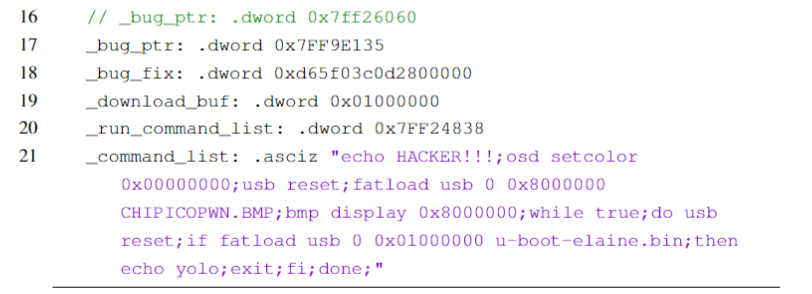 16 // _bug_ptr: .dword 0x7ff26060
17 _bug_ptr: .dword 0x7FF9E135
18 _bug_fix: .dword 0xd65f03c0d2800000
19 _download_buf: .dword 0x01000000
20 _run_command_list: .dword 0x7FF24838
21 _command_list: .asciz "echo HACKER!!!;osd setcolor
0x00000000;usb reset;fatload usb 0 0x8000000
CHIPICOPWN.BMP;bmp display 0x8000000;while true;do usb
reset;if fatload usb 0 0x01000000 u-boot-elaine.bin;then
echo yolo;exit;fi;done;"